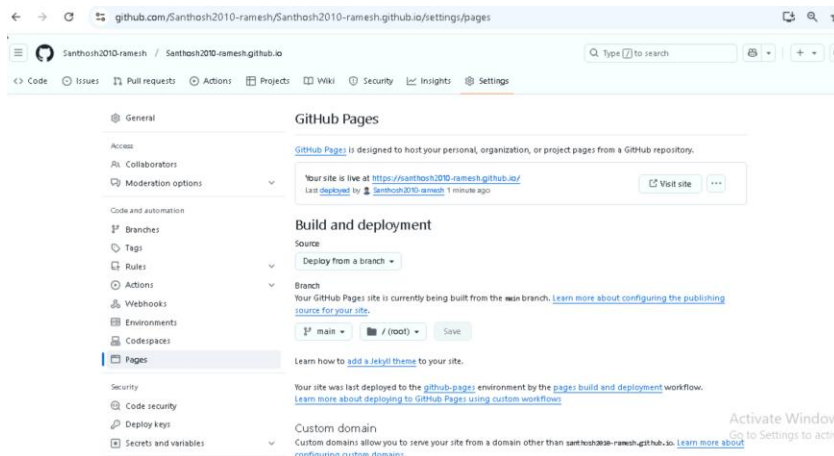 github.com/Santhosh2010-ramesh/Santhosh2010-ramesh.github.io/settings/pages
Santhosh2010-ramesh / Santhosh2010-ramesh.github.io
Type / to search
<> Code Issues Pull requests Actions Projects Wiki Security Insights Settings
General
Access
Collaborators
Moderation options
Code and automation
Branches
Tags
Rules
Actions
Webhooks
Environments
Codespaces
Pages
Security
Code security
Deploy keys
Secrets and variables
GitHub Pages
GitHub Pages is designed to host your personal, organization, or project pages from a GitHub repository.
Your site is live at https://santhosh2010-ramesh.github.io/
Last deployed by Santhosh2010-ramesh 1 minute ago
Visit site
Build and deployment
Source
Deploy from a branch
Branch
Your GitHub Pages site is currently being built from the main branch. Learn more about configuring the publishing
source for your site.
main / (root) Save
Learn how to add a Jekyll theme to your site.
Your site was last deployed to the github-pages environment by the pages build and deployment workflow.
Learn more about deploying to GitHub Pages using custom workflows
Custom domain
Custom domains allow you to serve your site from a domain other than santhosh2010-ramesh.github.io. Learn more about
configuring custom domains.
Activate Window
Go to Settings to acti